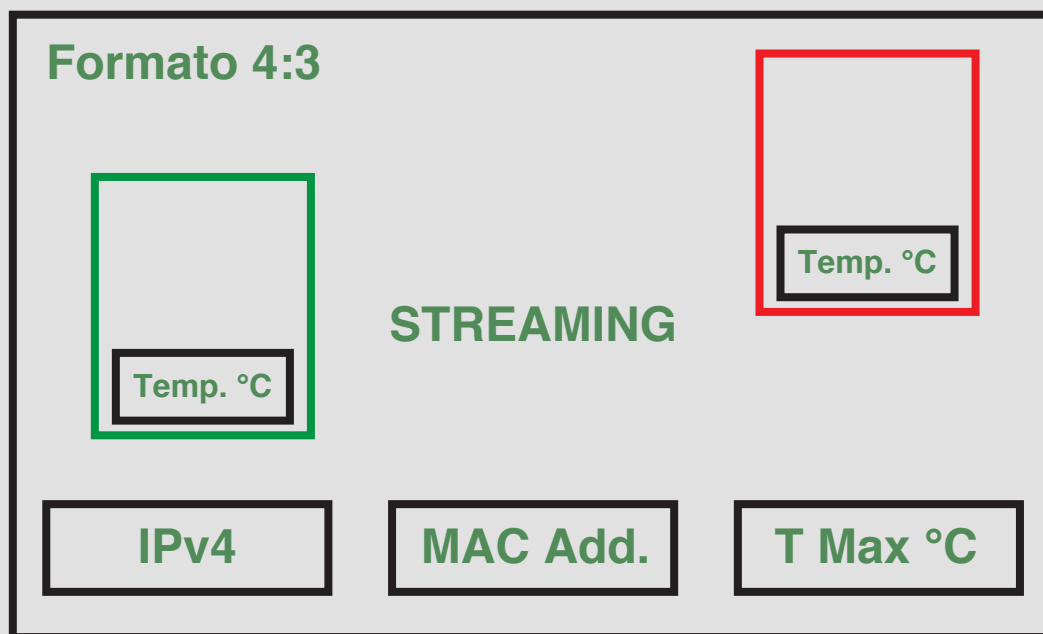 Formato 4:3
Temp. °C
STREAMING
Temp. °C
IPv4
MAC Add.
T Max °C